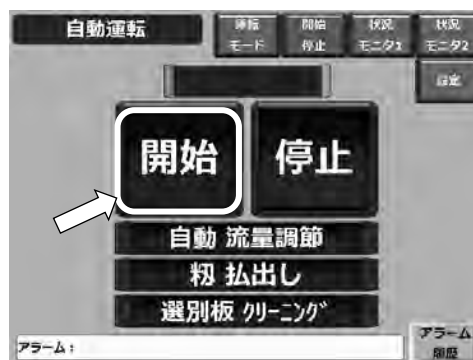 自動運転
運転
モード
開始
停止
状況
モニタ1
状況
モニタ2
設定
開始
停止
自動 流量調節
籾 払出し
選別板 ｸﾘｰﾆﾝｸﾞ
アラーム：
アラーム
履歴